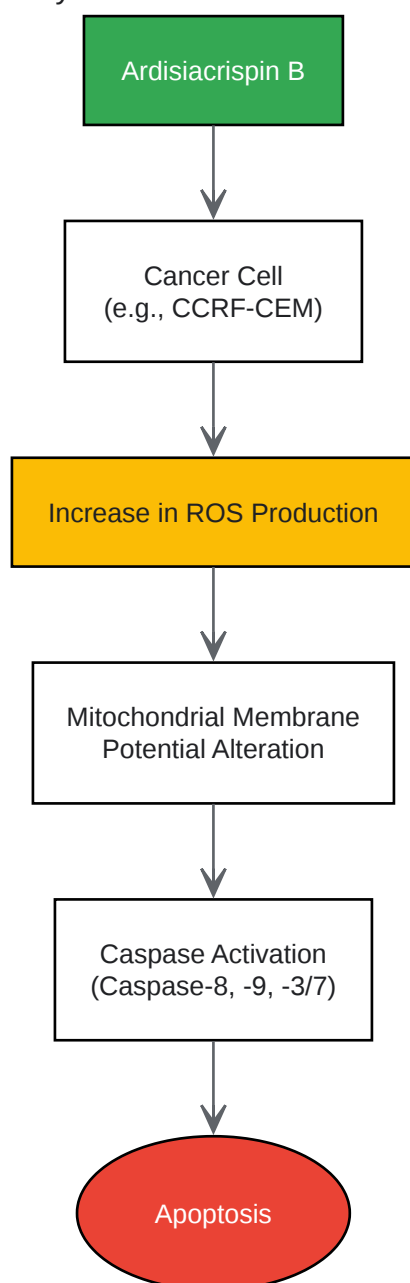 Ardisiacrispin B
Cancer Cell
(e.g., CCRF-CEM)
Increase in ROS Production
Mitochondrial Membrane
Potential Alteration
Caspase Activation
(Caspase-8, -9, -3/7)
Apoptosis